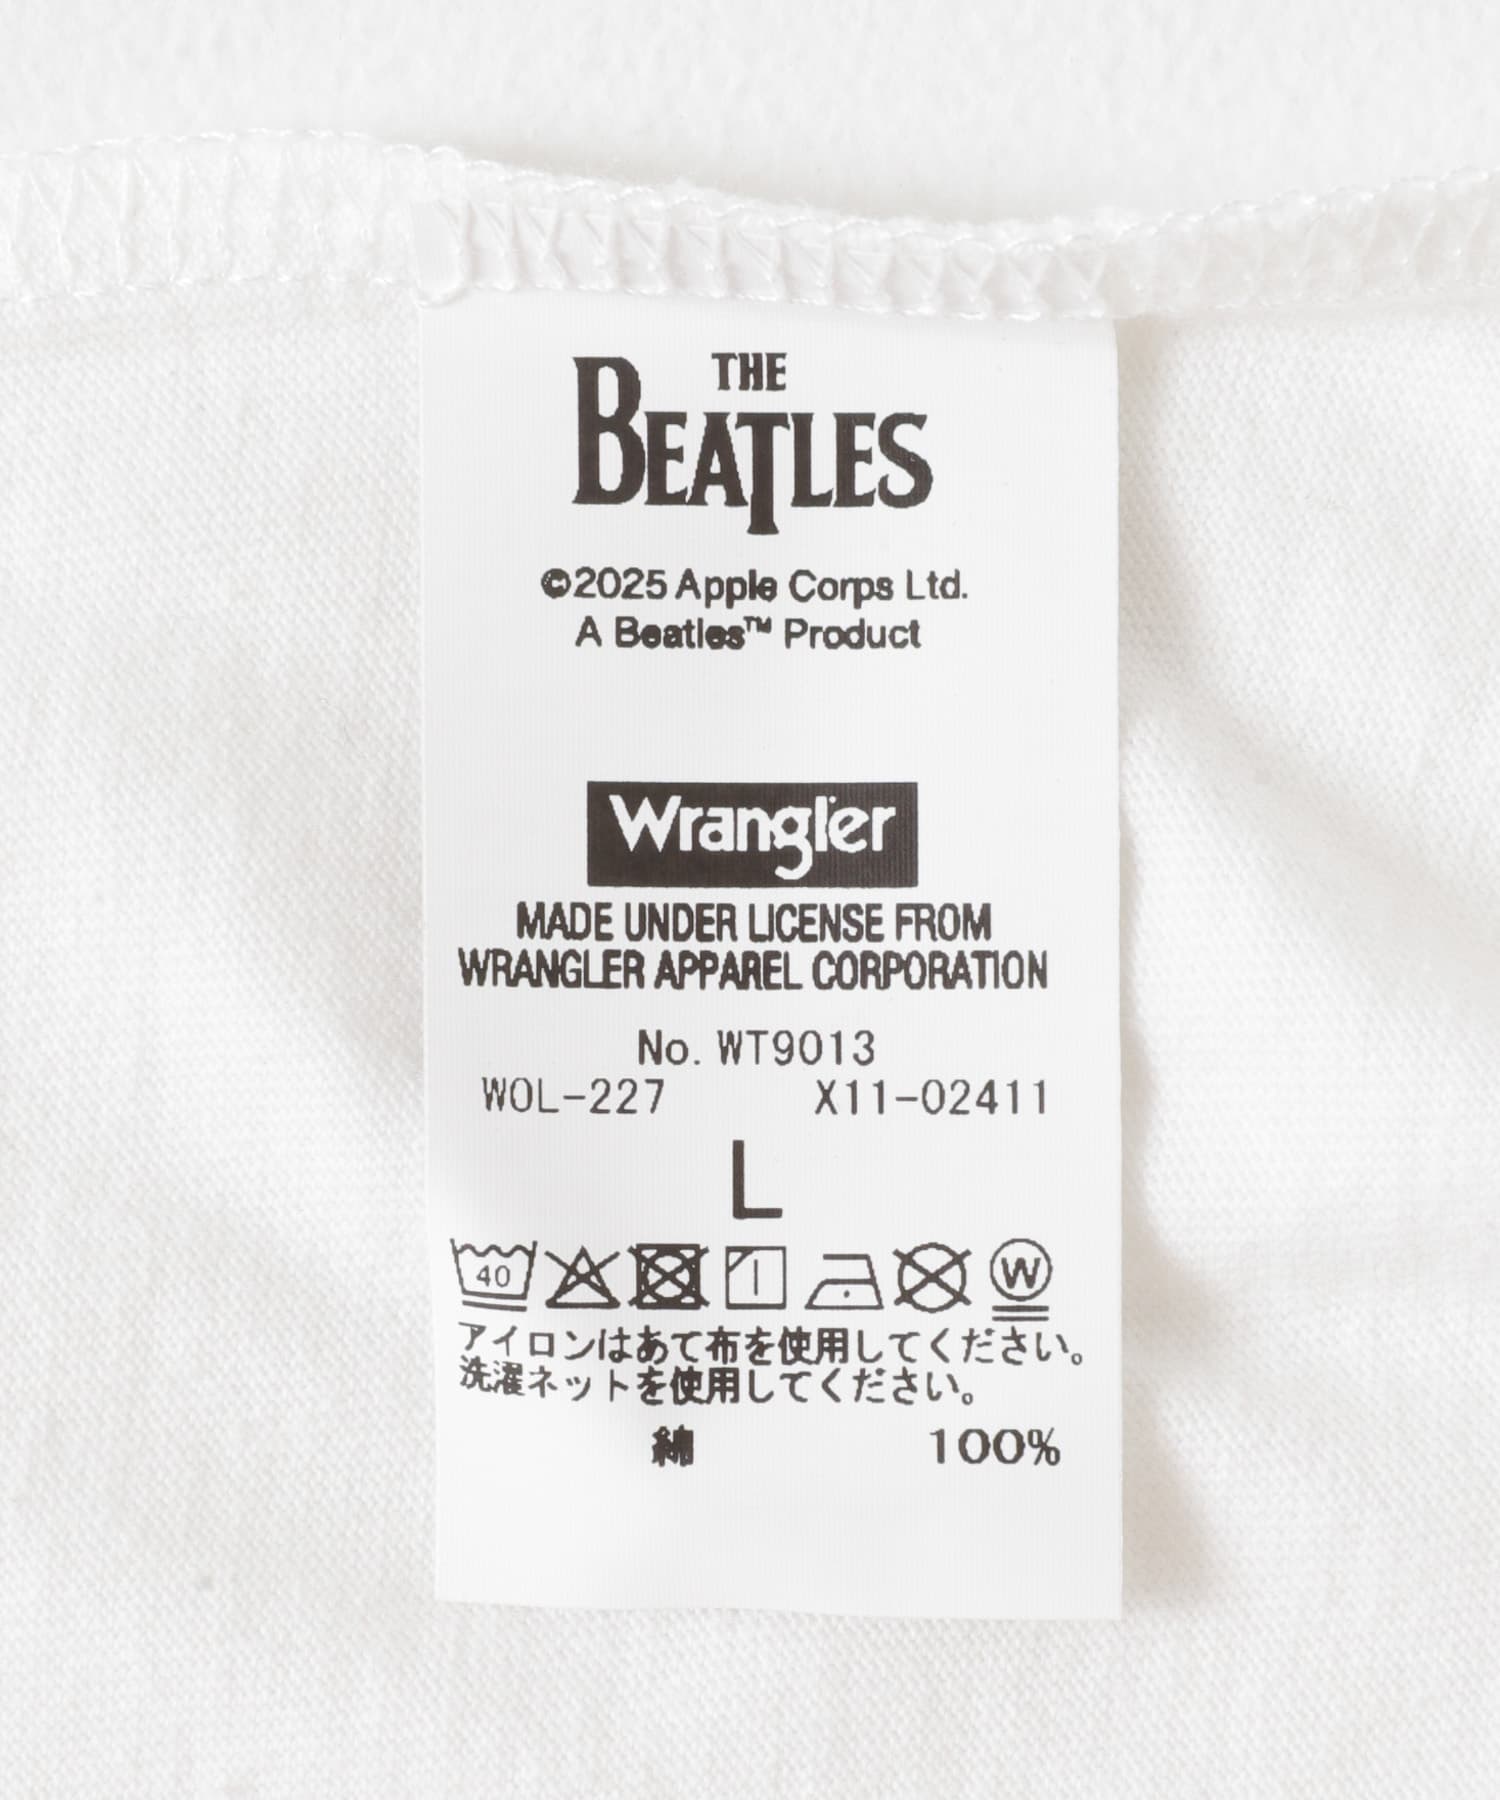 THE
BEATLES
©2025 Apple Corps Ltd.
A Beatles™ Product
Wrangler
MADE UNDER LICENSE FROM
WRANGLER APPAREL CORPORATION
No. WT9013
WOL-227 X11-02411
L
40 W
アイロンはあて布を使用してください。
洗濯ネットを使用してください。
綿 100%